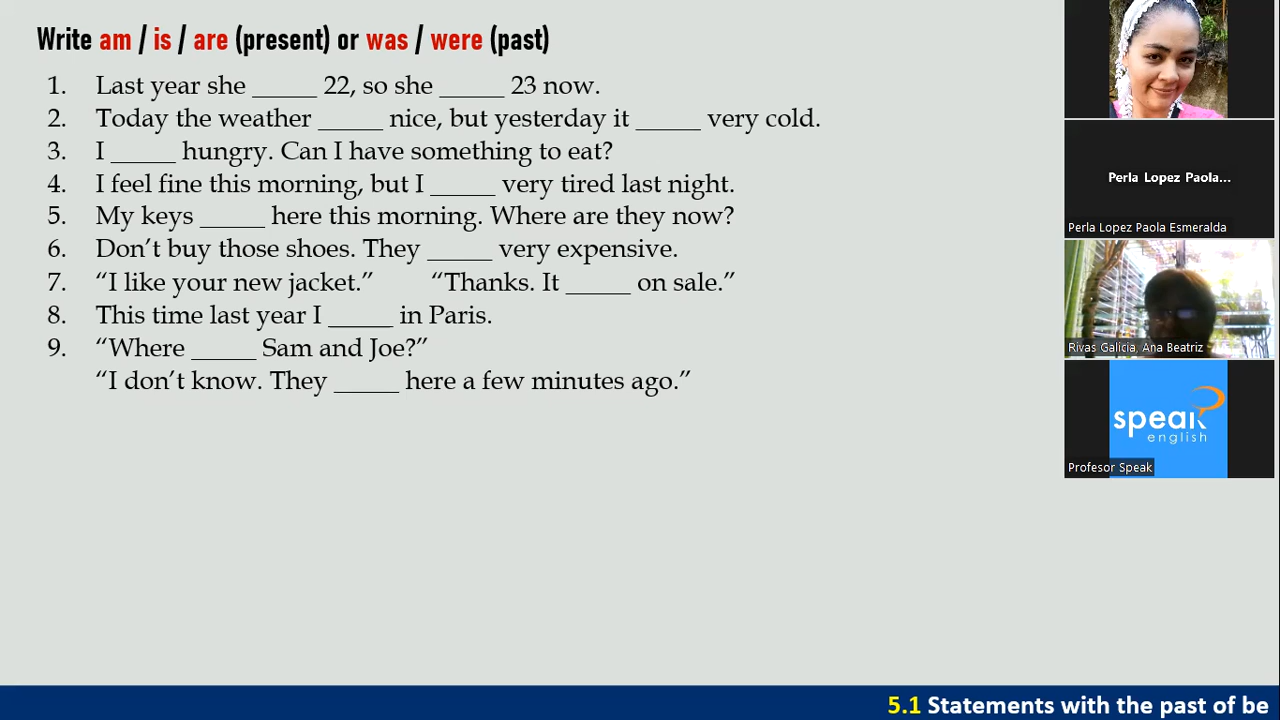 Write am / is / are (present) or was / were (past)
1. Last year she _____ 22, so she _____ 23 now.
2. Today the weather _____ nice, but yesterday it _____ very cold.
3. I _____ hungry. Can I have something to eat?
4. I feel fine this morning, but I _____ very tired last night.
5. My keys _____ here this morning. Where are they now?
6. Don’t buy those shoes. They _____ very expensive.
7. “I like your new jacket.” “Thanks. It _____ on sale.”
8. This time last year I _____ in Paris.
9. “Where _____ Sam and Joe?”
“I don’t know. They _____ here a few minutes ago.”
Perla Lopez Paola...
Perla Lopez Paola Esmeralda
Rivas Galicia, Ana Beatriz
speak
english
Profesor Speak
5.1 Statements with the past of be